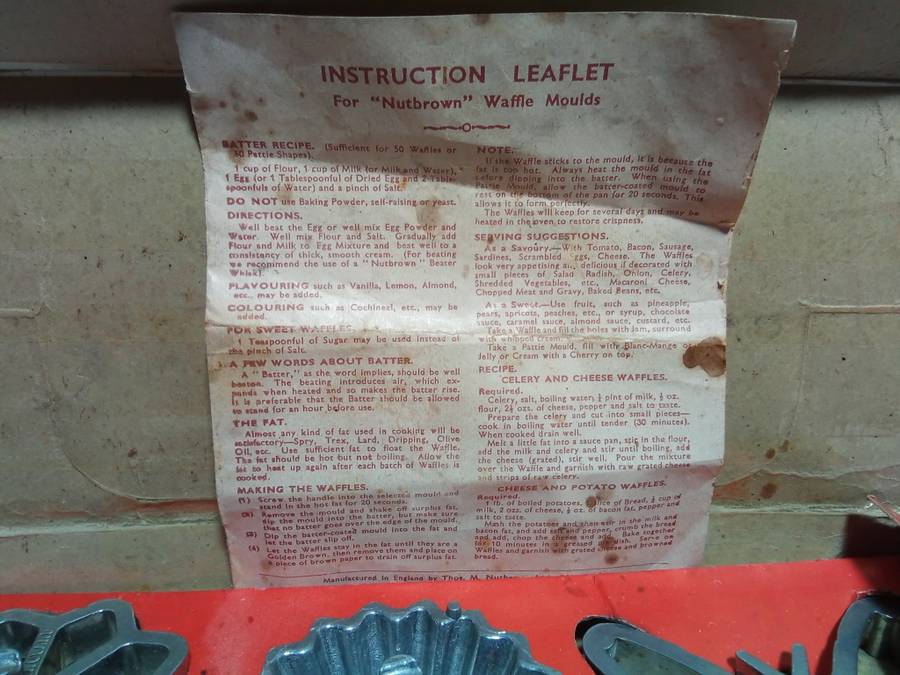 INSTRUCTION LEAFLET
For "Nutbrown" Waffle Moulds
BATTER RECIPE. (Sufficient for 50 Waffles or
50 Pattie Shapes).
1 cup of Flour, 1 cup of Milk (or Milk and Water),
1 Egg (or 1 Tablespoonful of Dried Egg and 2 Table-
spoonfuls of Water) and a pinch of Salt.
DO NOT use Baking Powder, self-raising or yeast.
DIRECTIONS.
Well beat the Egg or well mix Egg Powder and
Water. Well mix Flour and Salt. Gradually add
Flour and Milk to Egg Mixture and beat well to a
consistency of thick, smooth cream. (For beating
we recommend the use of a "Nutbrown" Beater
Whisk).
FLAVOURING such as Vanilla, Lemon, Almond,
etc., may be added.
COLOURING such as Cochineal, etc., may be
added.
FOR SWEET WAFFLES.
1 Teaspoonful of Sugar may be used instead of
the pinch of Salt.
A FEW WORDS ABOUT BATTER.
A "Batter," as the word implies, should be well
beaten. The beating introduces air, which ex-
pands when heated and so makes the batter rise.
It is preferable that the Batter should be allowed
to stand for an hour before use.
THE FAT.
Almost any kind of fat used in cooking will be
satisfactory—Spry, Trex, Lard, Dripping, Olive
Oil, etc. Use sufficient fat to float the Waffle.
The fat should be hot but not boiling. Allow the
fat to heat up again after each batch of Waffles is
cooked.
MAKING THE WAFFLES.
(1) Screw the handle into the selected mould and
stand in the hot fat for 20 seconds.
(2) Remove the mould and shake off surplus fat,
dip the mould into the batter, but make sure
that no batter goes over the edge of the mould.
(3) Dip the batter-coated mould into the fat and
let the batter slip off.
(4) Let the Waffles stay in the fat until they are a
Golden Brown, then remove them and place on
a piece of brown paper to drain off surplus fat.
NOTE.
If the Waffle sticks to the mould, it is because the
fat is too hot. Always heat the mould in the fat
before dipping into the batter. When using the
Pattie Mould, allow the batter-coated mould to
rest on the bottom of the pan for 20 seconds. This
allows it to form perfectly.
The Waffles will keep for several days and may be
heated in the oven to restore crispness.
SERVING SUGGESTIONS.
As a Savoury.—With Tomato, Bacon, Sausage,
Sardines, Scrambled Eggs, Cheese. The Waffles
look very appetising and delicious if decorated with
small pieces of Salad Radish, Onion, Celery,
Shredded Vegetables, etc., Macaroni Cheese,
Chopped Meat and Gravy, Baked Beans, etc.
As a Sweet.—Use fruit, such as pineapple,
pears, apricots, peaches, etc., or syrup, chocolate
sauce, caramel sauce, almond sauce, custard, etc.
Take a Waffle and fill the holes with Jam, surround
with whipped cream
Take a Pattie Mould, fill with Blanc-Mange or
Jelly or Cream with a Cherry on top.
RECIPE.
CELERY AND CHEESE WAFFLES.
Required.
Celery, salt, boiling water, ½ pint of milk, ½ oz.
flour, 2½ ozs. of cheese, pepper and salt to taste.
Prepare the celery and cut into small pieces—
cook in boiling water until tender (30 minutes).
When cooked drain well.
Melt a little fat into a sauce pan, stir in the flour,
add the milk and celery and stir until boiling, add
the cheese (grated), stir well. Pour the mixture
over the Waffle and garnish with raw grated cheese
and strips of raw celery.
CHEESE AND POTATO WAFFLES.
Required.
1 lb. of boiled potatoes, slice of Bread, ½ cup of
milk, 2 oz. of cheese, ½ oz. of bacon fat, pepper and
salt to taste.
Mash the potatoes and then stir in the milk and
bacon fat, and add salt and pepper, crumb the bread
and add, chop the cheese and add. Bake mixture
for 10 minutes in a greased dish. Serve on
Waffles and garnish with grated cheese and browned
bread.
Manufactured in England by Thos. M.